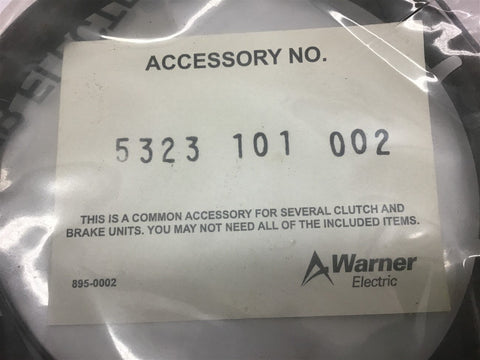 ACCESSORY NO.
5323 101 002
THIS IS A COMMON ACCESSORY FOR SEVERAL CLUTCH AND
BRAKE UNITS. YOU MAY NOT NEED ALL OF THE INCLUDED ITEMS.
895-0002
Warner
Electric